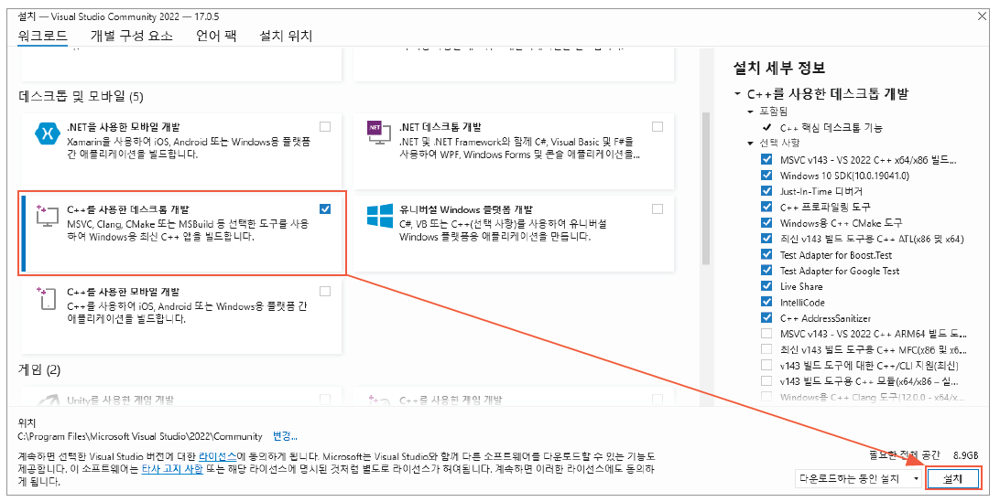 설치 — Visual Studio Community 2022 — 17.0.5
워크로드 개별 구성 요소 언어 팩 설치 위치
데스크톱 및 모바일 (5)
.NET을 사용한 모바일 개발
Xamarin을 사용하여 iOS, Android 또는 Windows용 플랫폼
간 애플리케이션을 빌드합니다.
.NET
.NET 데스크톱 개발
.NET 및 .NET Framework와 함께 C#, Visual Basic 및 F#를
사용하여 WPF, Windows Forms 및 콘솔 애플리케이션을...
C++를 사용한 데스크톱 개발
MSVC, Clang, CMake 또는 MSBuild 등 선택한 도구를 사용
하여 Windows용 최신 C++ 앱을 빌드합니다.
유니버설 Windows 플랫폼 개발
C#, VB 또는 C++(선택 사항)를 사용하여 유니버설
Windows 플랫폼용 애플리케이션을 만듭니다.
C++를 사용한 모바일 개발
C++를 사용하여 iOS, Android 또는 Windows용 플랫폼 간
애플리케이션을 빌드합니다.
게임 (2)
Unity를 사용한 게임 개발
C++를 사용한 게임 개발
설치 세부 정보
C++를 사용한 데스크톱 개발
포함됨
C++ 핵심 데스크톱 기능
선택 사항
MSVC v143 - VS 2022 C++ x64/x86 빌드...
Windows 10 SDK(10.0.19041.0)
Just-In-Time 디버거
C++ 프로파일링 도구
Windows용 C++ CMake 도구
최신 v143 빌드 도구용 C++ ATL(x86 및 x64)
Test Adapter for Boost.Test
Test Adapter for Google Test
Live Share
IntelliCode
C++ AddressSanitizer
MSVC v143 - VS 2022 C++ ARM64 빌드 도...
최신 v143 빌드 도구용 C++ MFC(x86 및 x6...
v143 빌드 도구에 대한 C++/CLI 지원(최신)
v143 빌드 도구용 C++ 모듈(x64/x86 – 실...
Windows용 C++ Clang 도구(12.0.0 - x64/x...
위치
C:\Program Files\Microsoft Visual Studio\2022\Community 변경...
계속하면 선택한 Visual Studio 버전에 대한 라이선스에 동의하게 됩니다. Microsoft는 Visual Studio와 함께 다른 소프트웨어를 다운로드할 수 있는 기능도
제공합니다. 이 소프트웨어는 타사 고지 사항 또는 해당 라이선스에 명시된 것처럼 별도로 라이선스가 허여됩니다. 계속하면 이러한 라이선스에도 동의하
게 됩니다.
필요한 전체 공간 8.9GB
다운로드하는 동안 설치 설치